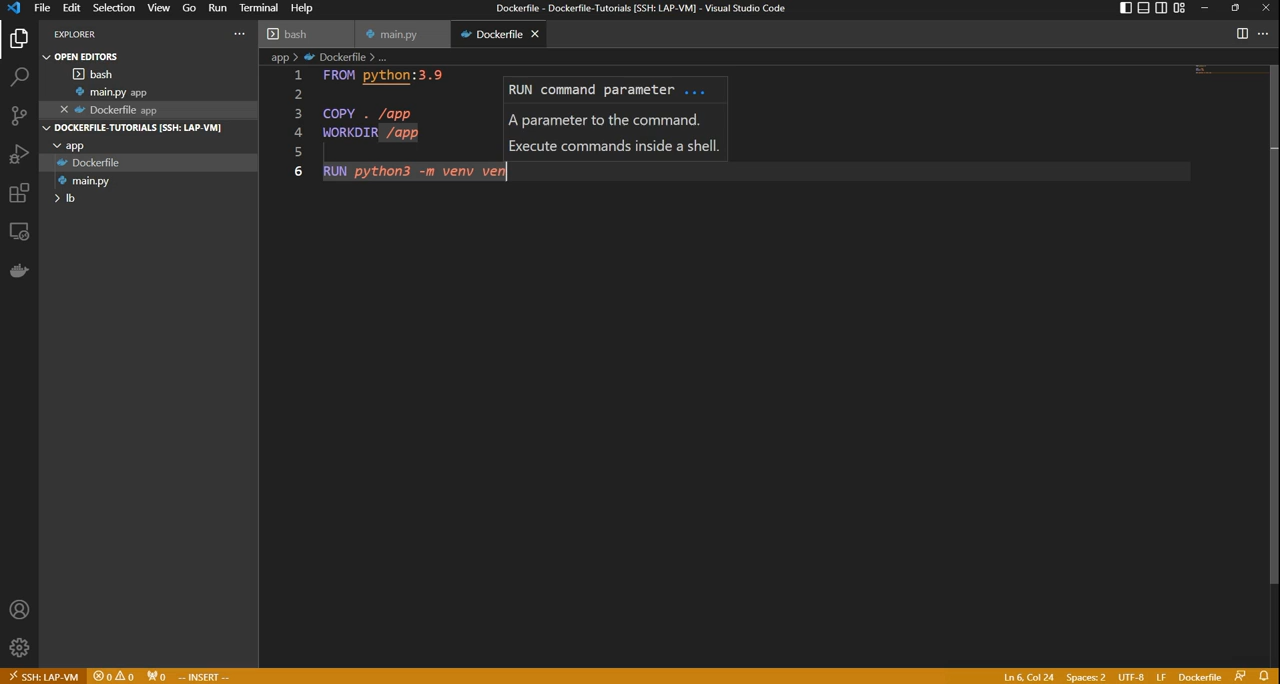 File Edit Selection View Go Run Terminal Help
Dockerfile - Dockerfile-Tutorials [SSH: LAP-VM] - Visual Studio Code
EXPLORER ...
bash
main.py
Dockerfile
OPEN EDITORS
bash
main.py app
Dockerfile app
DOCKERFILE-TUTORIALS [SSH: LAP-VM]
app
Dockerfile
main.py
lb
app > Dockerfile > ...
1 FROM python:3.9
2
3 COPY . /app
4 WORKDIR /app
5
6 RUN python3 -m venv ven
RUN command parameter ...
A parameter to the command.
Execute commands inside a shell.
SSH: LAP-VM 0 0 0 -- INSERT -- Ln 6, Col 24 Spaces: 2 UTF-8 LF Dockerfile